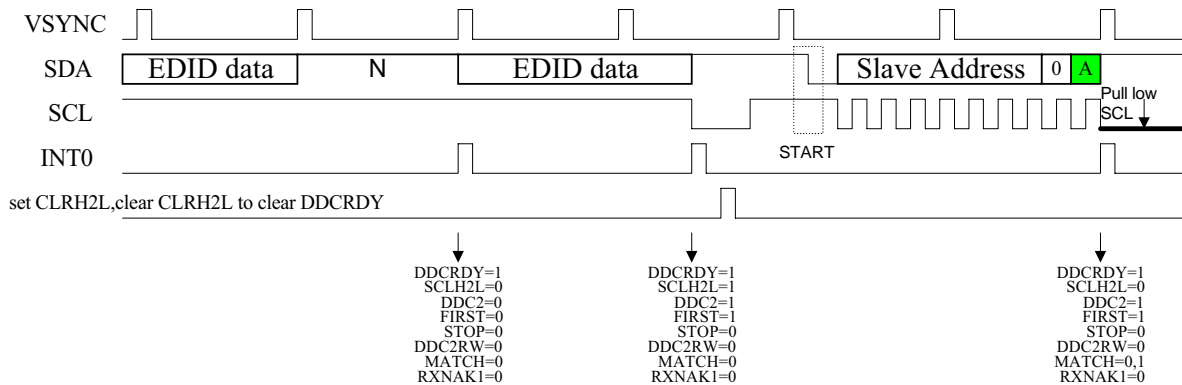 VSYNC
SDA EDID data N EDID data Slave Address 0 A
SCL
Pull low
SCL
START
INT0
set CLRH2L,clear CLRH2L to clear DDCRDY
DDCRDY=1
SCLH2L=0
DDC2=0
FIRST=0
STOP=0
DDC2RW=0
MATCH=0
RXNAK1=0
DDCRDY=1
SCLH2L=1
DDC2=1
FIRST=1
STOP=0
DDC2RW=0
MATCH=0
RXNAK1=0
DDCRDY=1
SCLH2L=0
DDC2=1
FIRST=1
STOP=0
DDC2RW=0
MATCH=0,1
RXNAK1=0